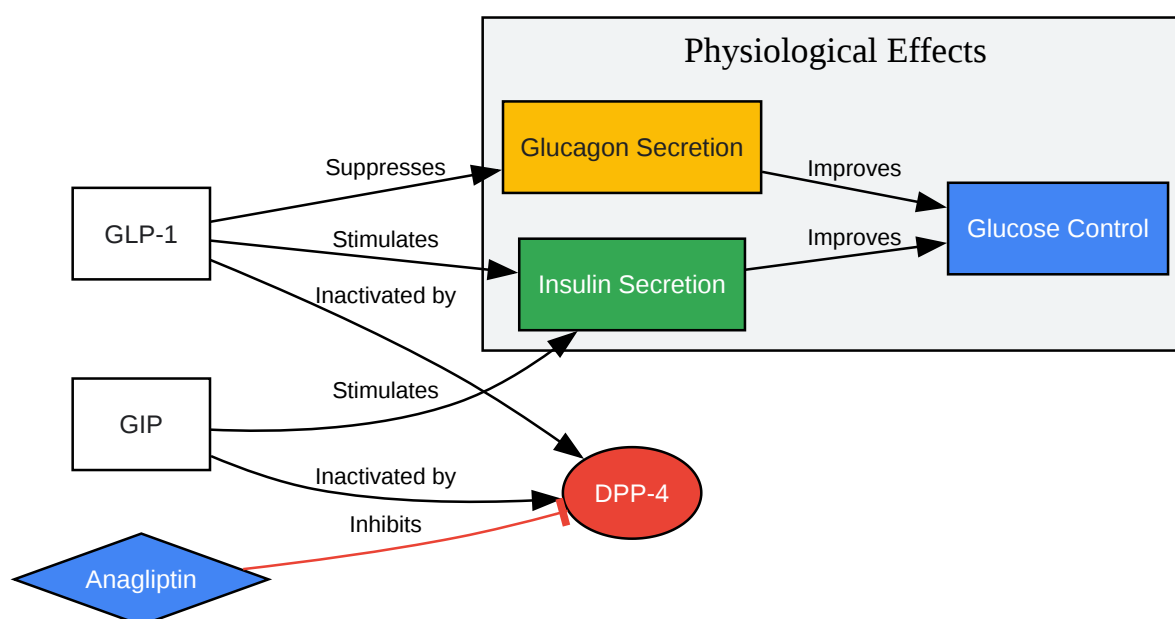 Physiological Effects
Glucagon Secretion
Suppresses
Improves
GLP-1
Glucose Control
Stimulates
Improves
Insulin Secretion
Inactivated by
Stimulates
GIP
Inactivated by
DPP-4
Inhibits
Anagliptin